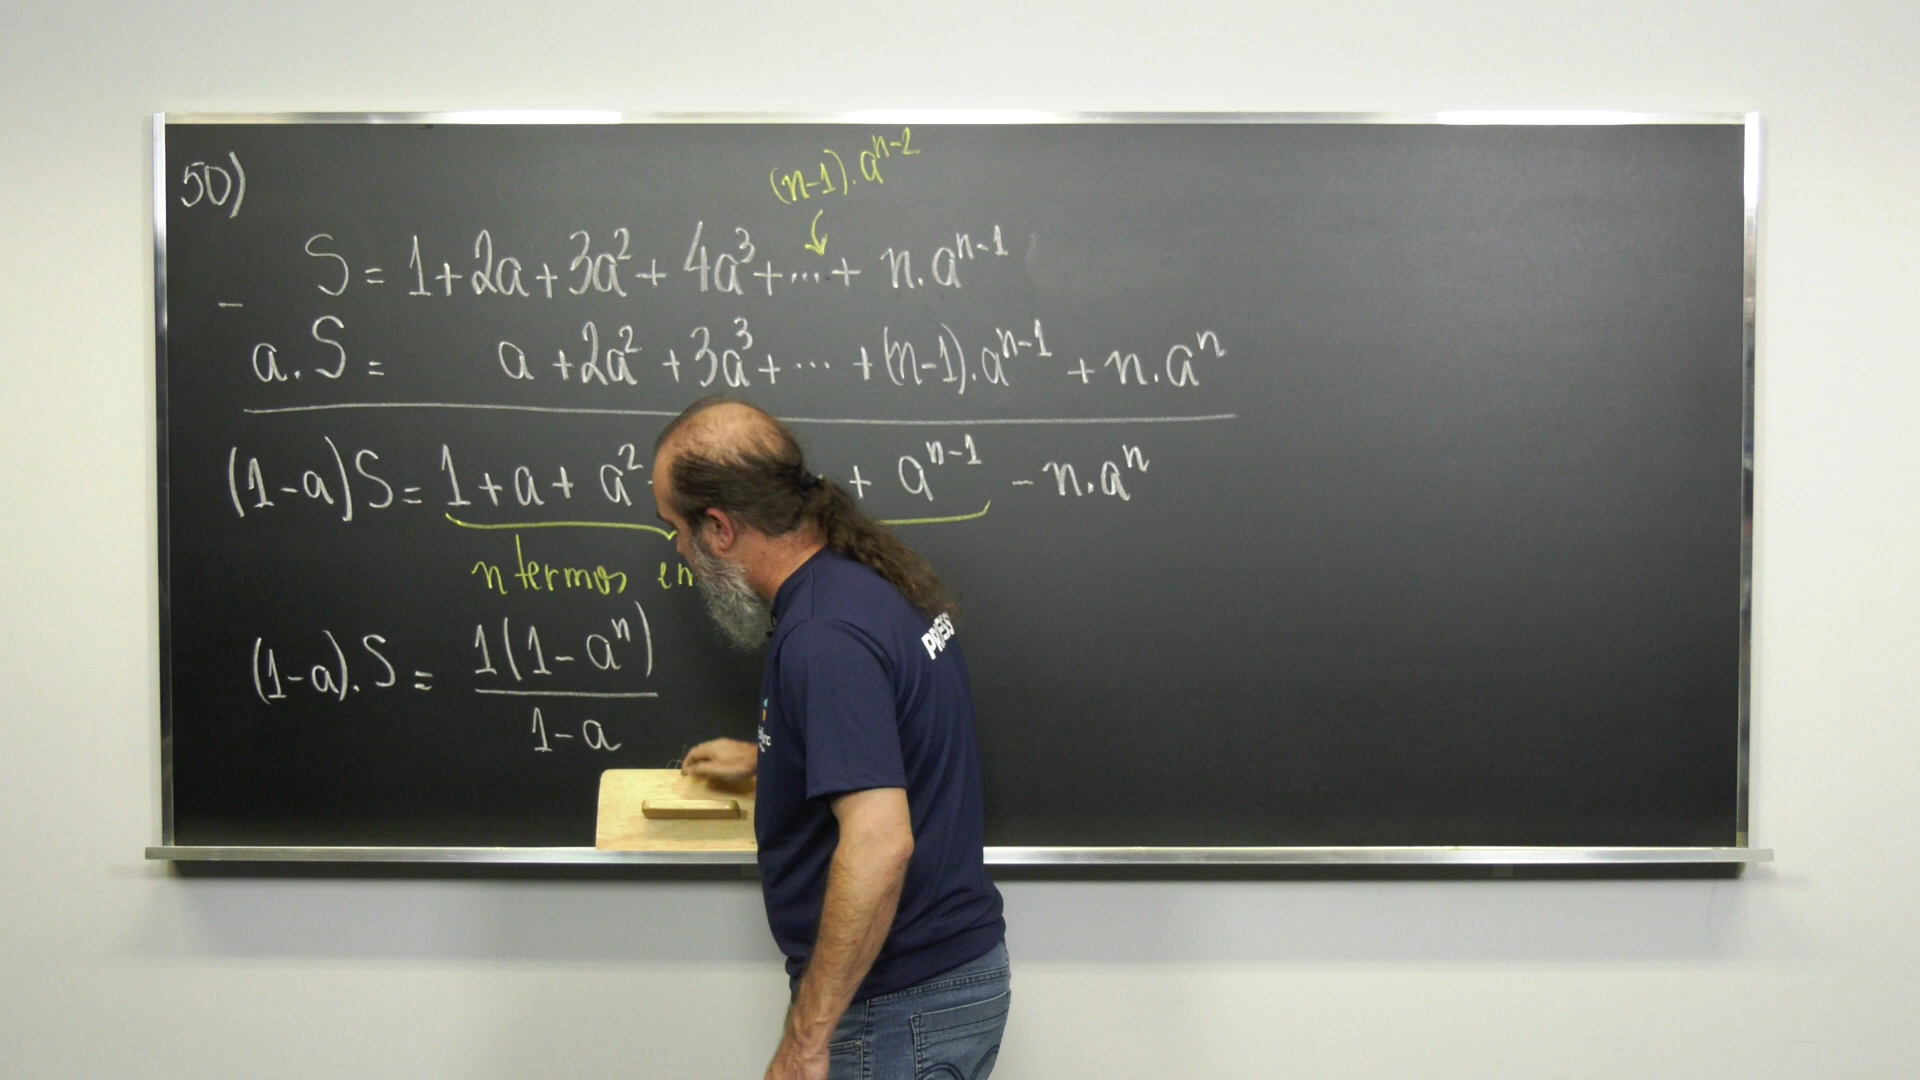 50)
(n-1).a^{n-2}
↓
S = 1+2a+3a²+4a³+...+ n.a^{n-1}
-
a.S = a +2a² +3a³+ ... +(n-1).a^{n-1} + n.a^n
(1-a)S = 1+a+ a² + a^{n-1} - n.a^n
n termos em
(1-a).S = 1(1-a^n)
1-a